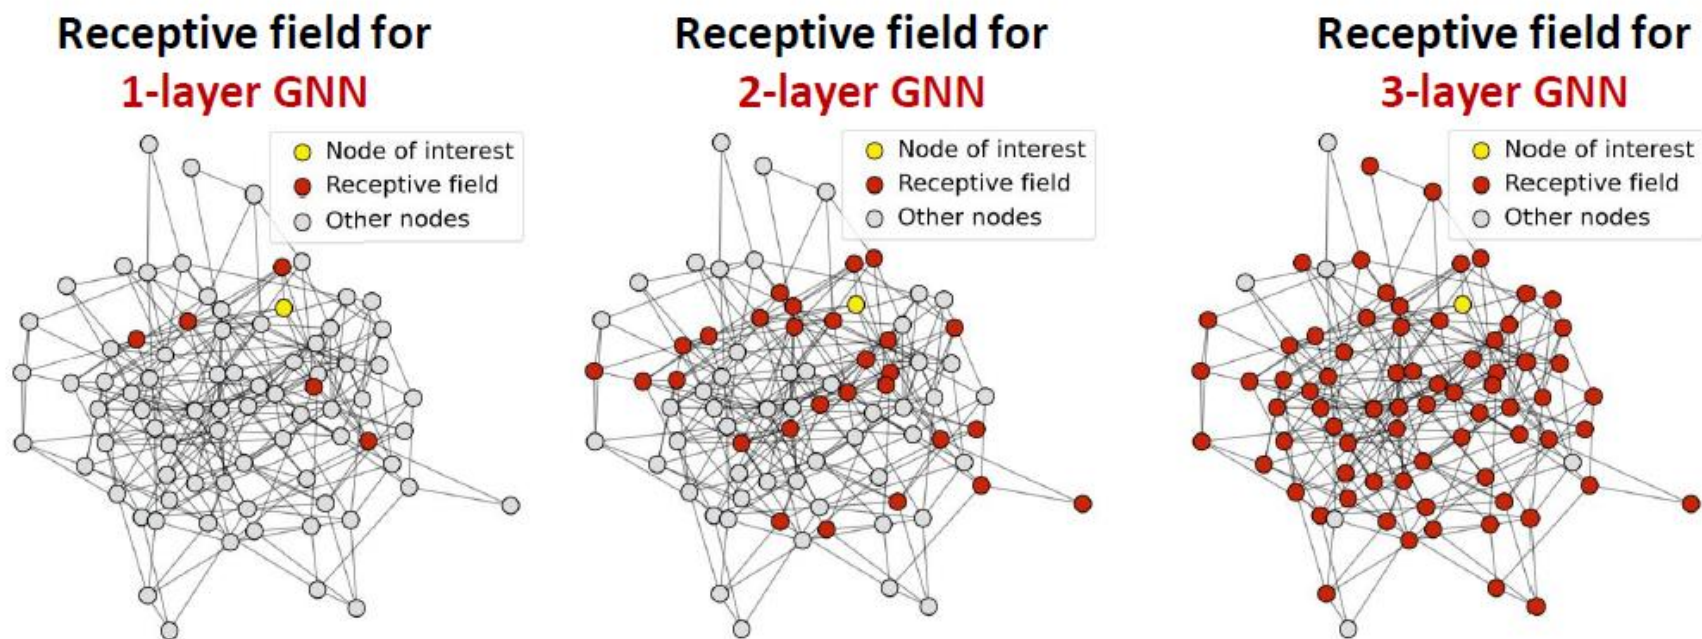 Receptive field for
1-layer GNN
Node of interest
Receptive field
Other nodes
Receptive field for
2-layer GNN
Node of interest
Receptive field
Other nodes
Receptive field for
3-layer GNN
Node of interest
Receptive field
Other nodes